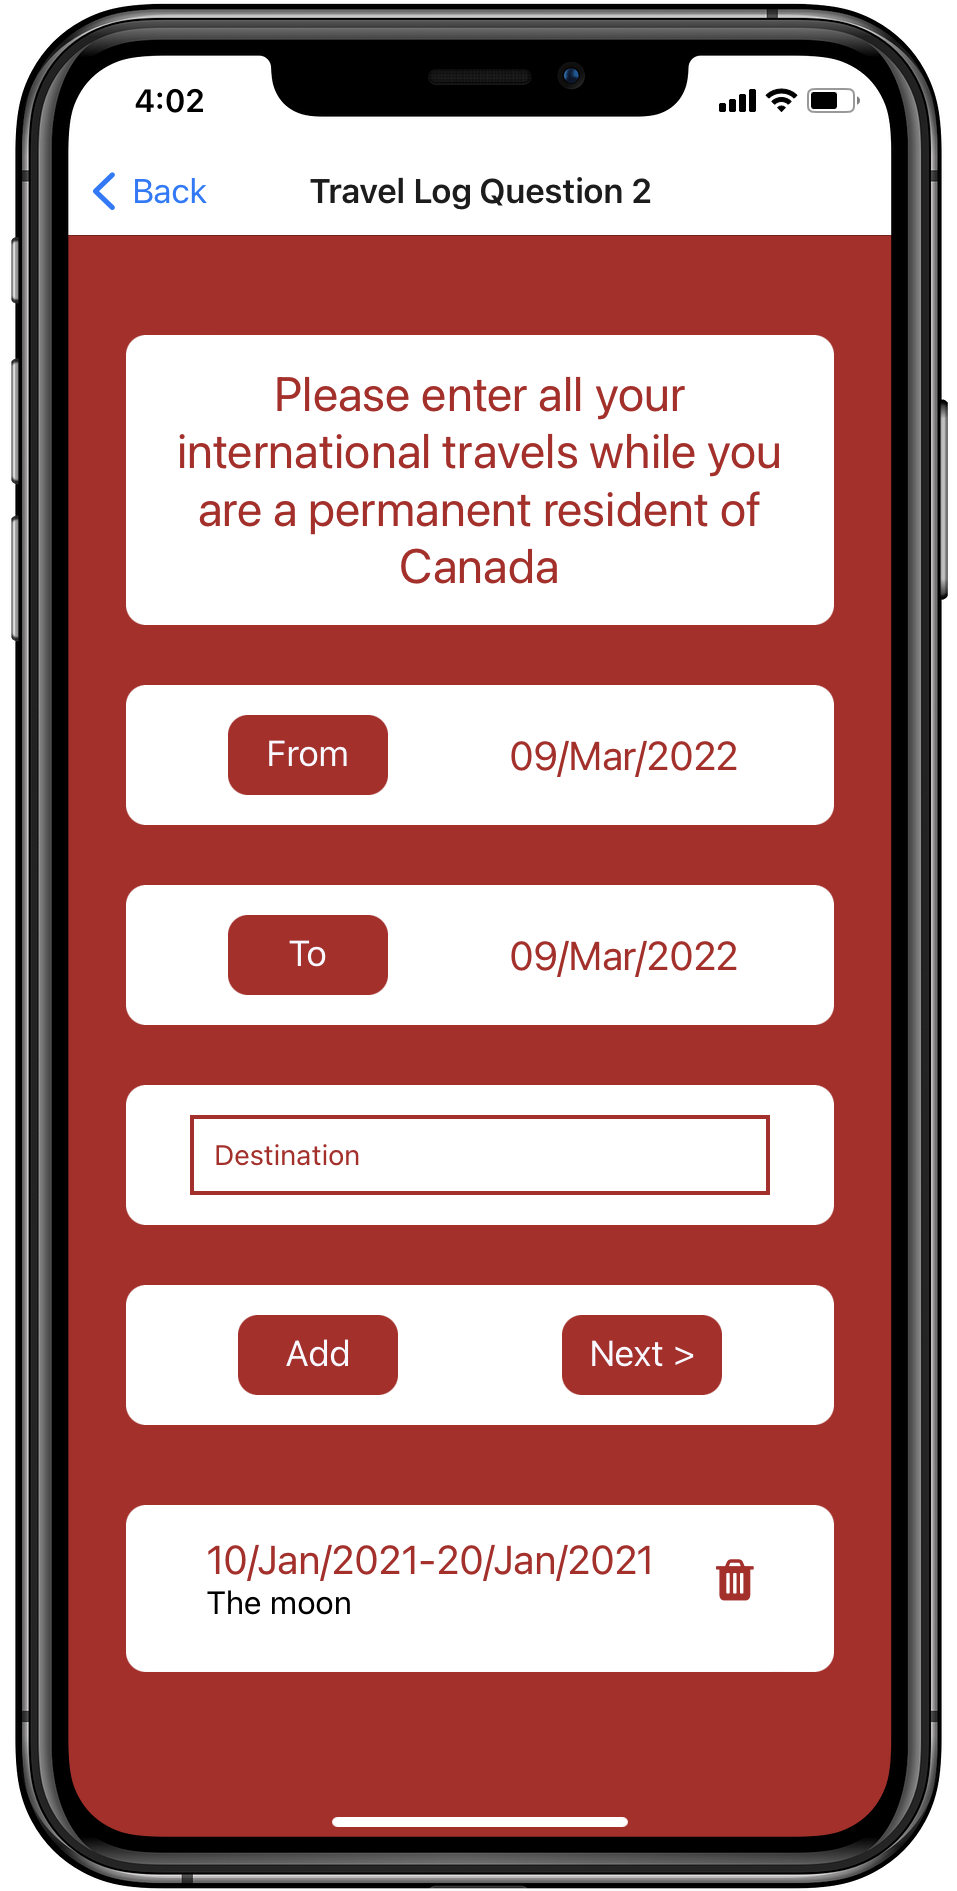 4:02
Back
Travel Log Question 2
Please enter all your
international travels while you
are a permanent resident of
Canada
From
09/Mar/2022
To
09/Mar/2022
Destination
Add
Next >
10/Jan/2021-20/Jan/2021
The moon